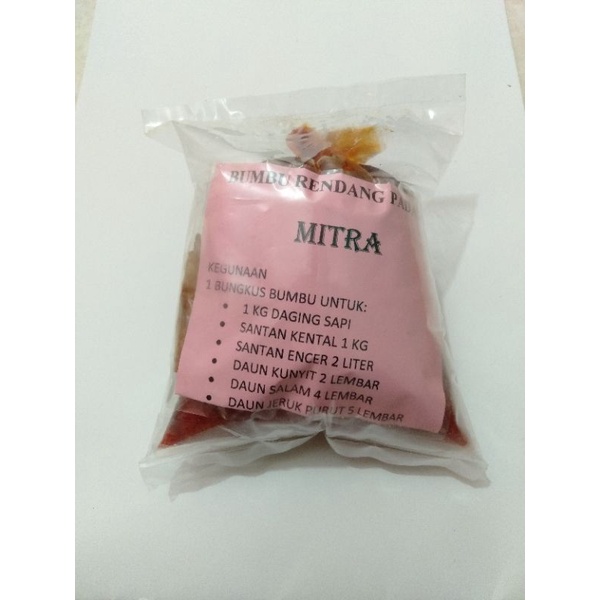 BUMBU RENDANG
MITRA
KEGUNAAN
1 BUNGKUS BUMBU UNTUK:
• 1 KG DAGING SAPI
• SANTAN KENTAL 1 KG
• SANTAN ENCER 2 LITER
• DAUN KUNYIT 2 LEMBAR
• DAUN SALAM 4 LEMBAR
• DAUN JERUK PURUT 5 LEMBAR